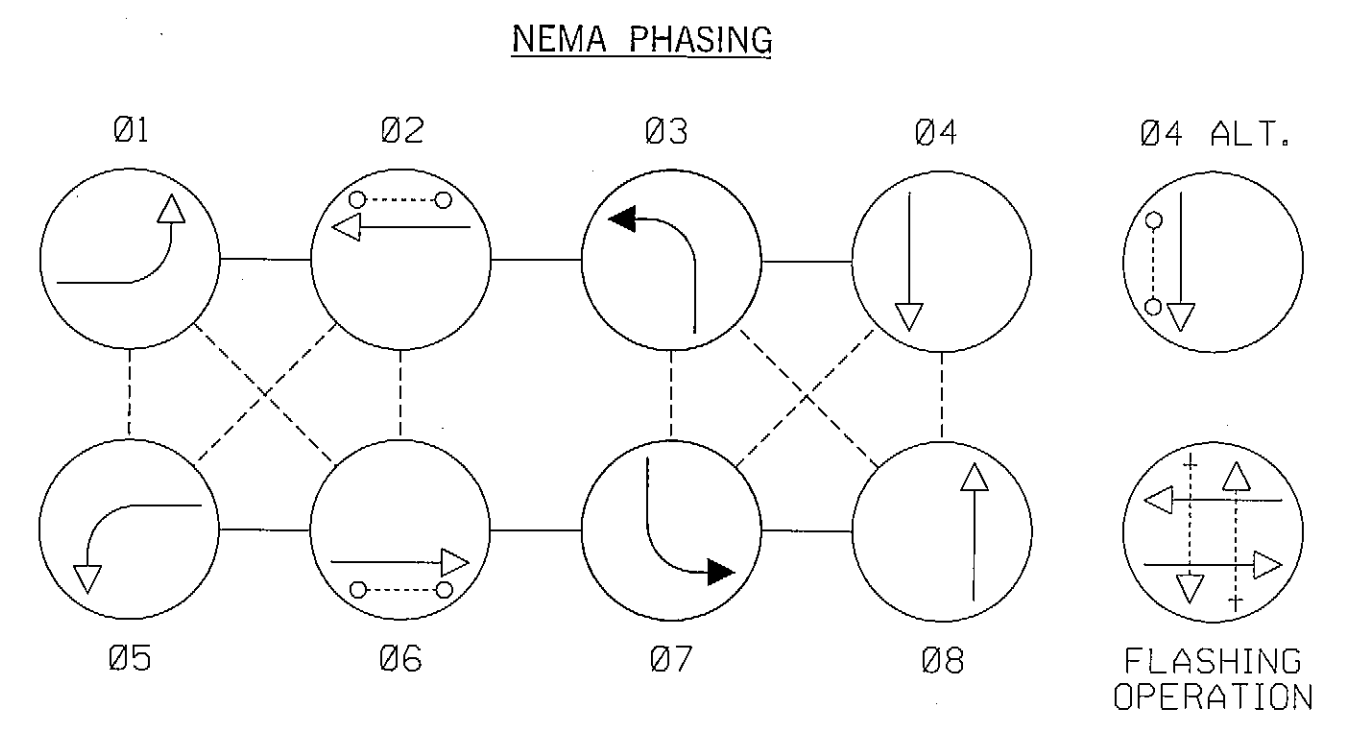 NEMA PHASING
Ø1 Ø2 Ø3 Ø4 Ø4 ALT.
Ø5 Ø6 Ø7 Ø8 FLASHING
OPERATION